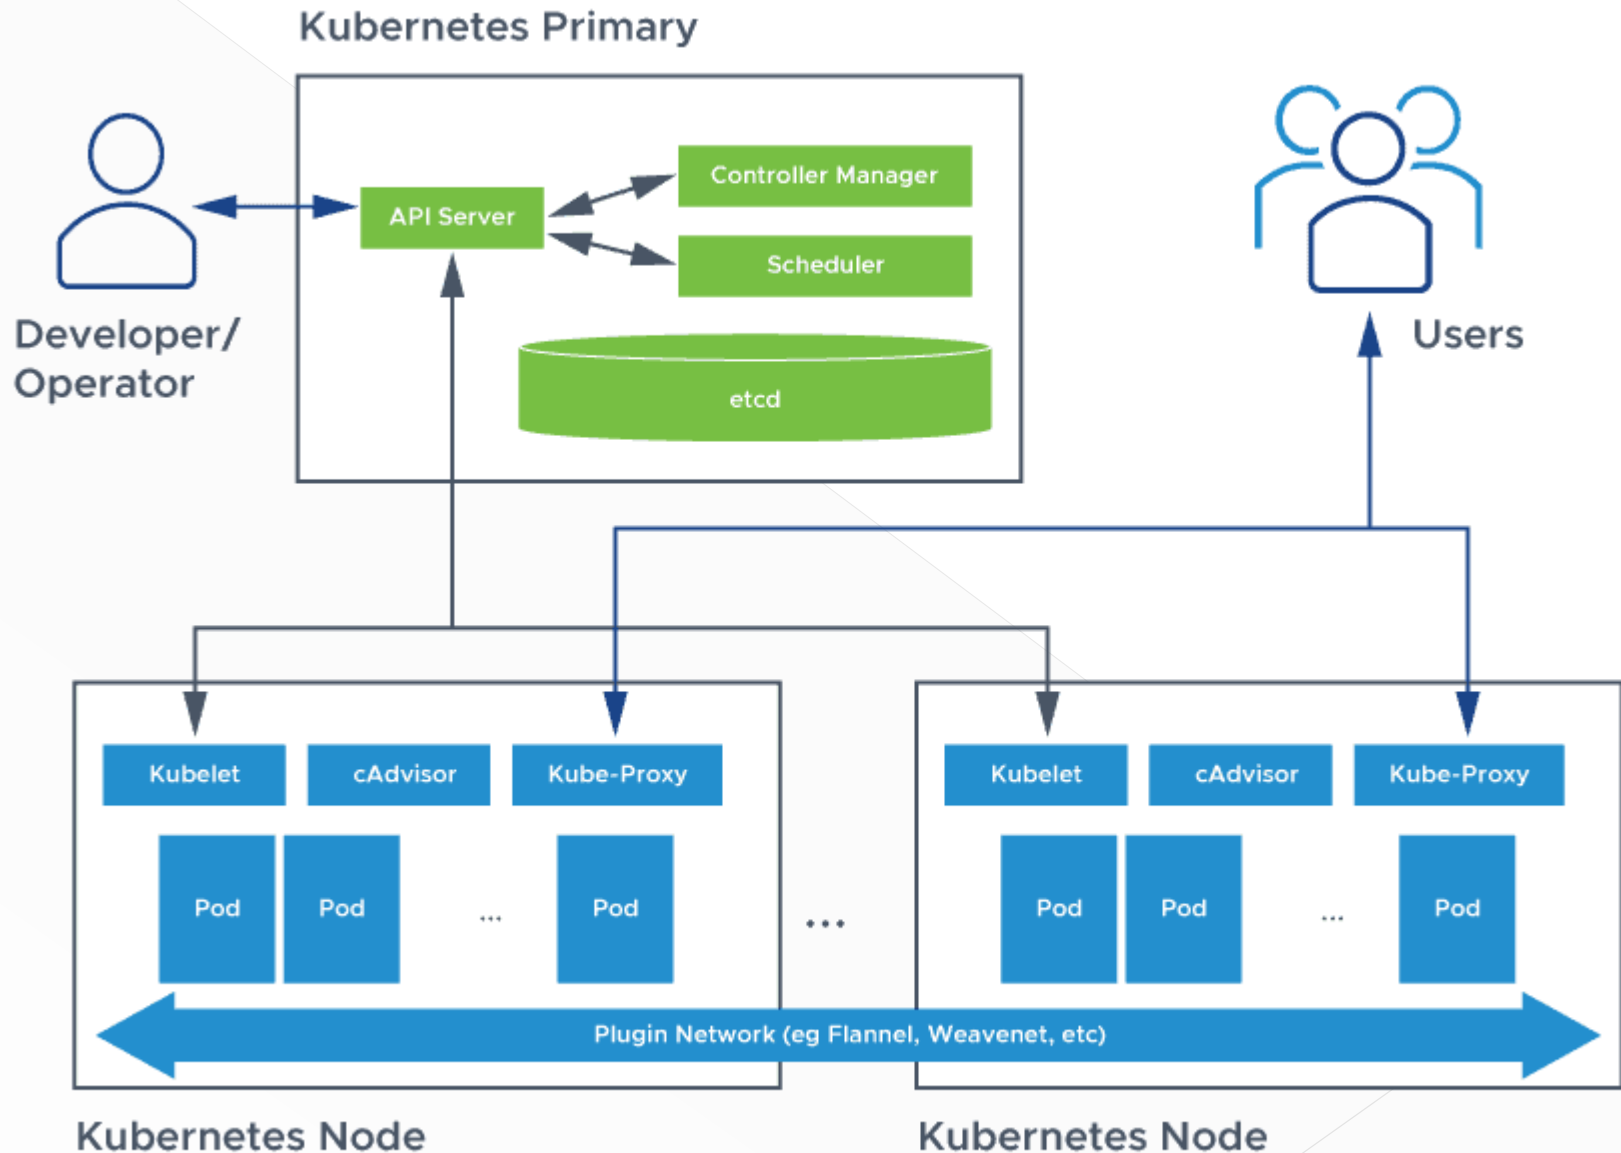 Kubernetes Primary
API Server
Controller Manager
Scheduler
etcd
Developer/
Operator
Users
Kubelet
cAdvisor
Kube-Proxy
Pod
Pod
...
Pod
...
Kubelet
cAdvisor
Kube-Proxy
Pod
Pod
...
Pod
Plugin Network (eg Flannel, Weavenet, etc)
Kubernetes Node
Kubernetes Node